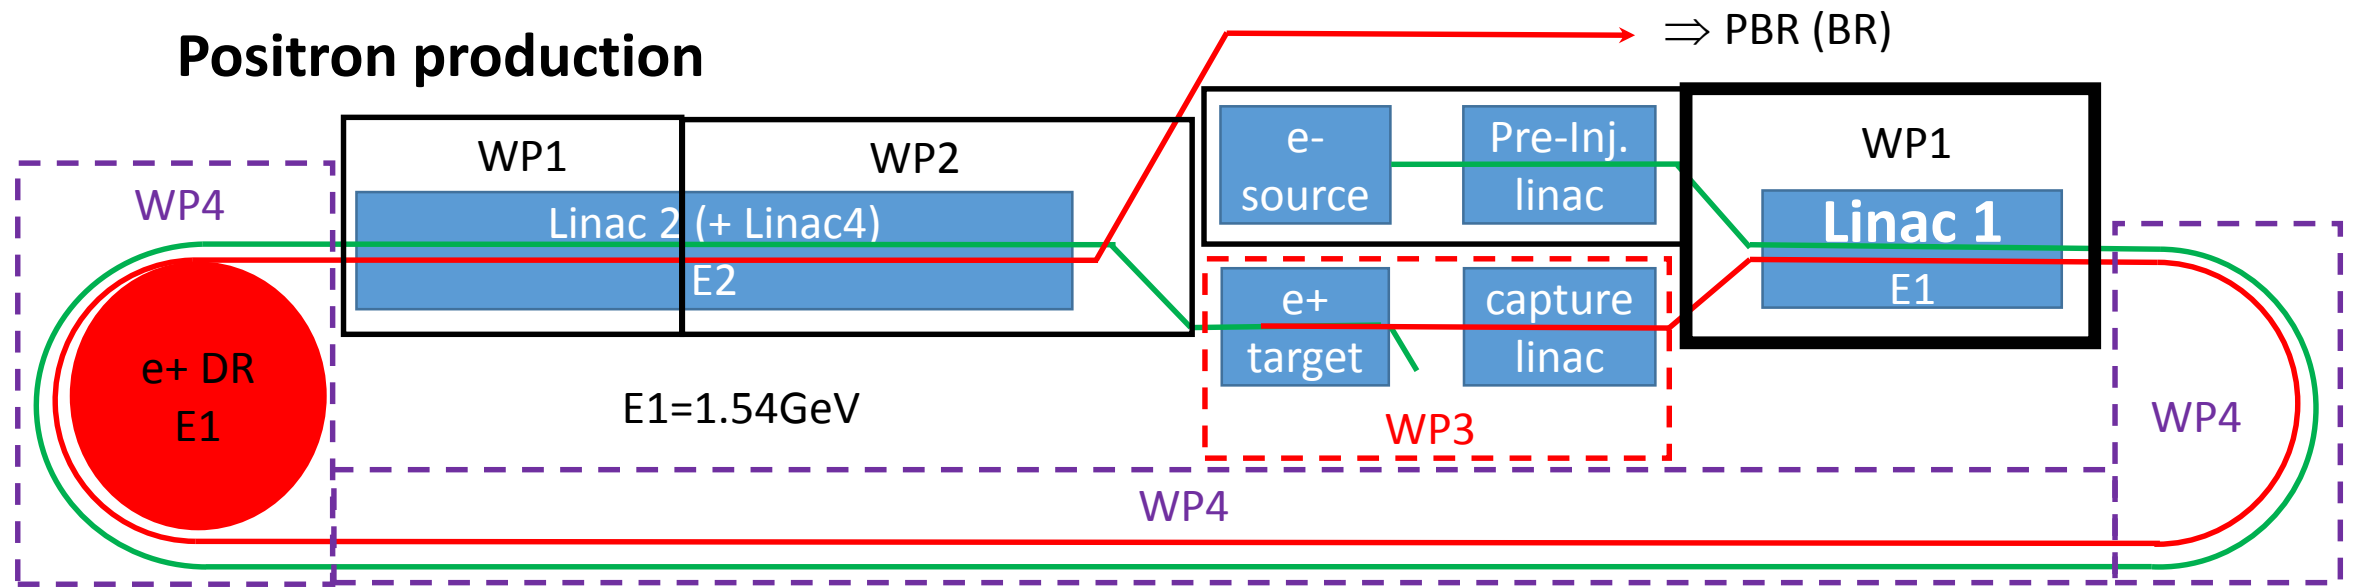 Positron production
⇒ PBR (BR)
WP4
WP1
WP2
Linac 2 (+ Linac4)
E2
e-
source
Pre-Inj.
linac
WP1
Linac 1
E1
e+
target
capture
linac
WP3
e+ DR
E1
E1=1.54GeV
WP4
WP4